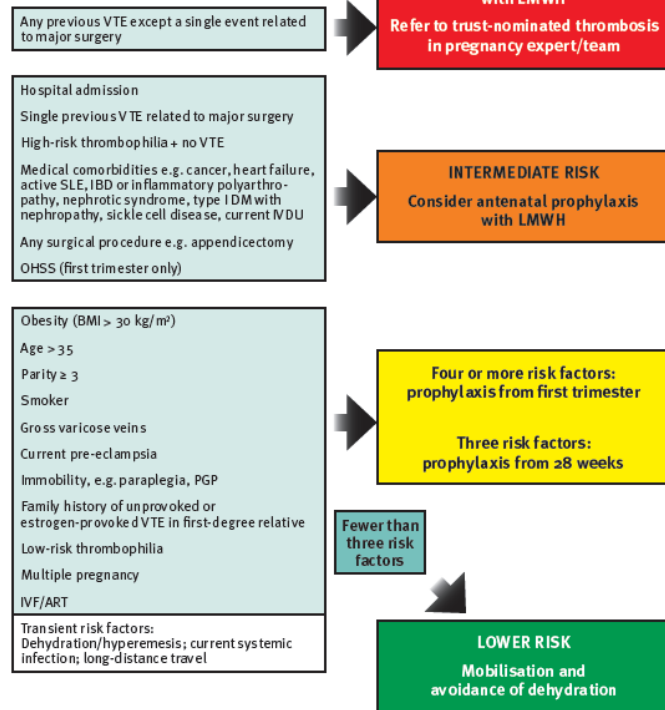 Any previous VTE except a single event related
to major surgery
with LMWH
Refer to trust-nominated thrombosis
in pregnancy expert/team
Hospital admission
Single previous VTE related to major surgery
High-risk thrombophilia + no VTE
Medical comorbidities e.g. cancer, heart failure,
active SLE, IBD or inflammatory polyarthro-
pathy, nephrotic syndrome, type I DM with
nephropathy, sickle cell disease, current IVDU
Any surgical procedure e.g. appendicectomy
OHSS (first trimester only)
INTERMEDIATE RISK
Consider antenatal prophylaxis
with LMWH
Obesity (BMI > 30 kg/m²)
Age > 35
Parity ≥ 3
Smoker
Gross varicose veins
Current pre-eclampsia
Immobility, e.g. paraplegia, PGP
Family history of unprovoked or
estrogen-provoked VTE in first-degree relative
Low-risk thrombophilia
Multiple pregnancy
IVF/ART
Transient risk factors:
Dehydration/hyperemesis; current systemic
infection; long-distance travel
Four or more risk factors:
prophylaxis from first trimester
Three risk factors:
prophylaxis from 28 weeks
Fewer than
three risk
factors
LOWER RISK
Mobilisation and
avoidance of dehydration